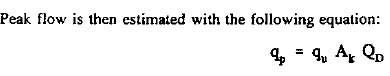 Peak flow is then estimated with the following equation:
qp = qu Ak QD